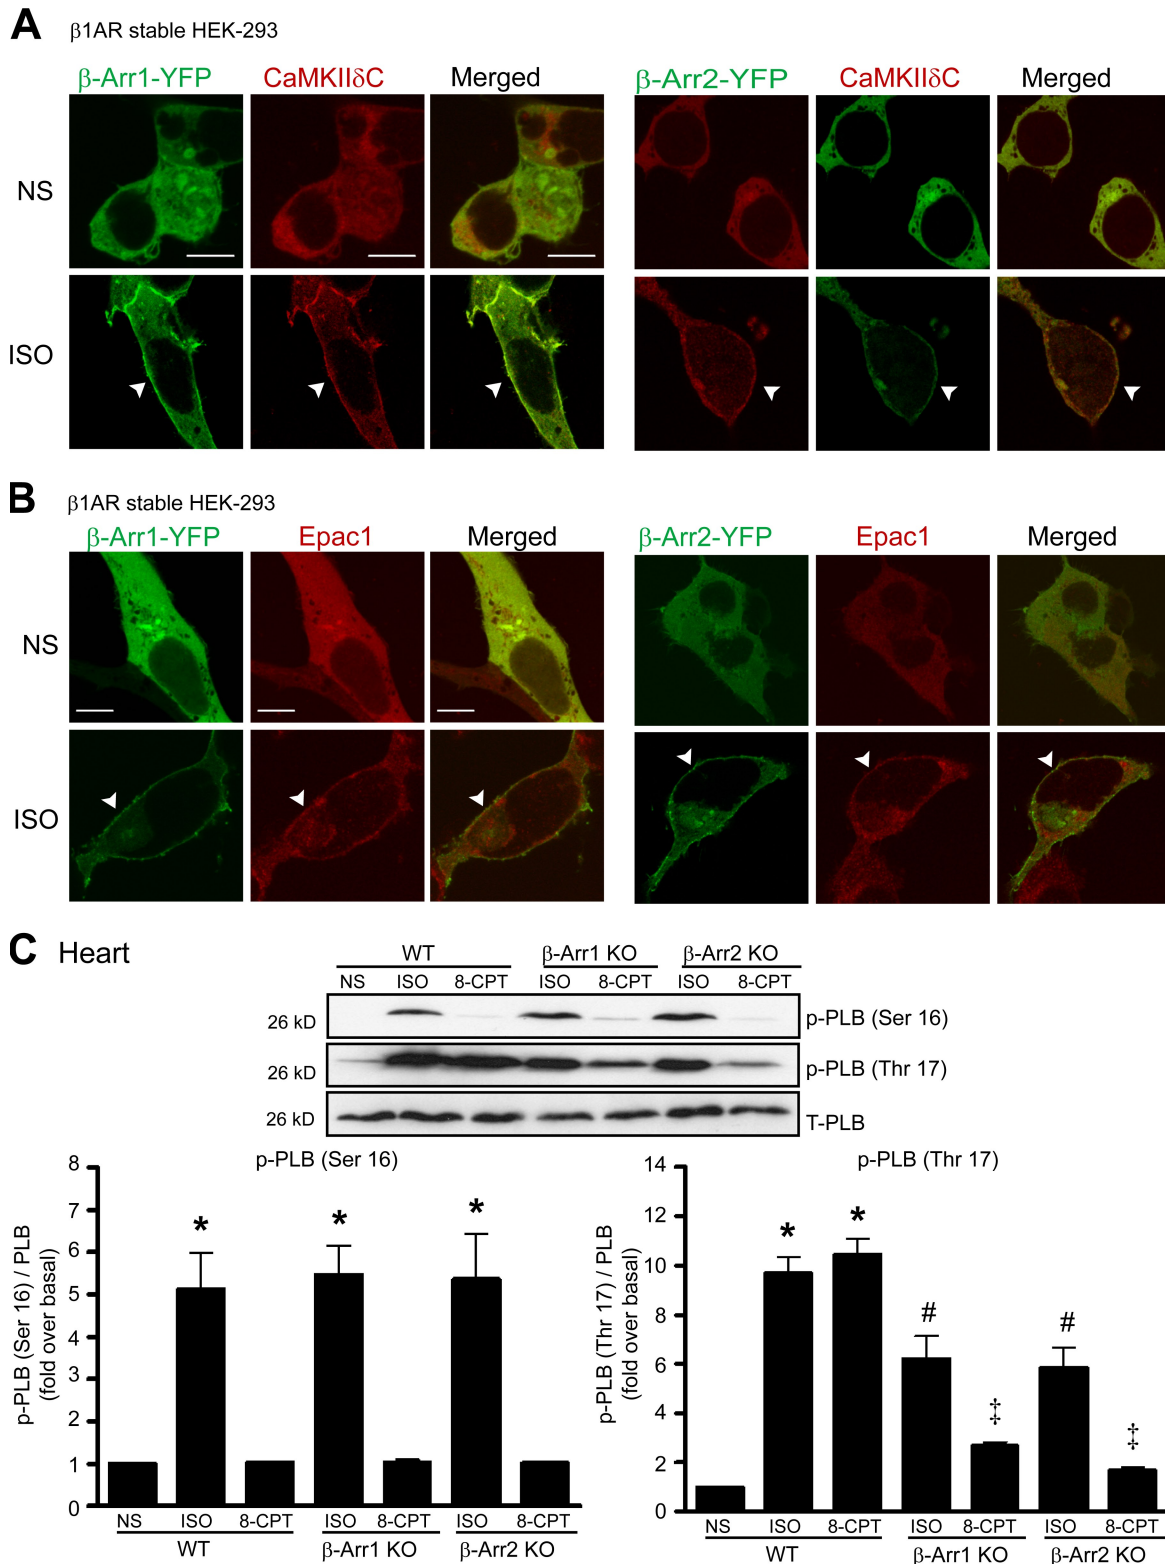 A β1AR stable HEK-293
β-Arr1-YFP CaMKIIδC Merged β-Arr2-YFP CaMKIIδC Merged
NS
ISO
B β1AR stable HEK-293
β-Arr1-YFP Epac1 Merged β-Arr2-YFP Epac1 Merged
NS
ISO
C Heart
WT β-Arr1 KO β-Arr2 KO
NS ISO 8-CPT ISO 8-CPT ISO 8-CPT
26 kD p-PLB (Ser 16)
26 kD p-PLB (Thr 17)
26 kD T-PLB
p-PLB (Ser 16)
p-PLB (Ser 16) / PLB
(fold over basal)
8
7
6
5
4
3
2
1
0
* * *
NS ISO 8-CPT ISO 8-CPT ISO 8-CPT
WT β-Arr1 KO β-Arr2 KO
p-PLB (Thr 17)
p-PLB (Thr 17) / PLB
(fold over basal)
14
12
10
8
6
4
2
0
* * # ‡ # ‡
NS ISO 8-CPT ISO 8-CPT ISO 8-CPT
WT β-Arr1 KO β-Arr2 KO